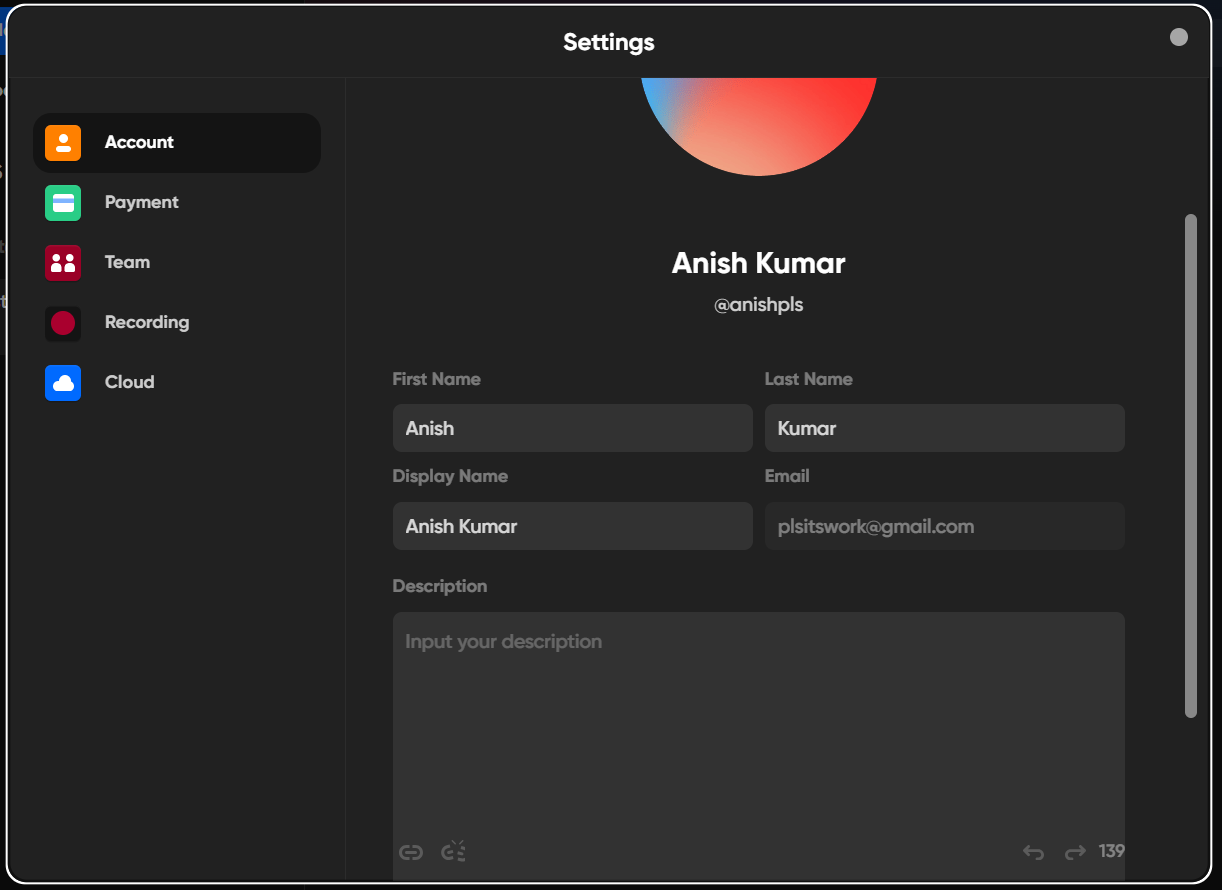 Settings
Account
Payment
Team
Recording
Cloud
Anish Kumar
@anishpls
First Name
Last Name
Anish
Kumar
Display Name
Email
Anish Kumar
plsitswork@gmail.com
Description
Input your description
139